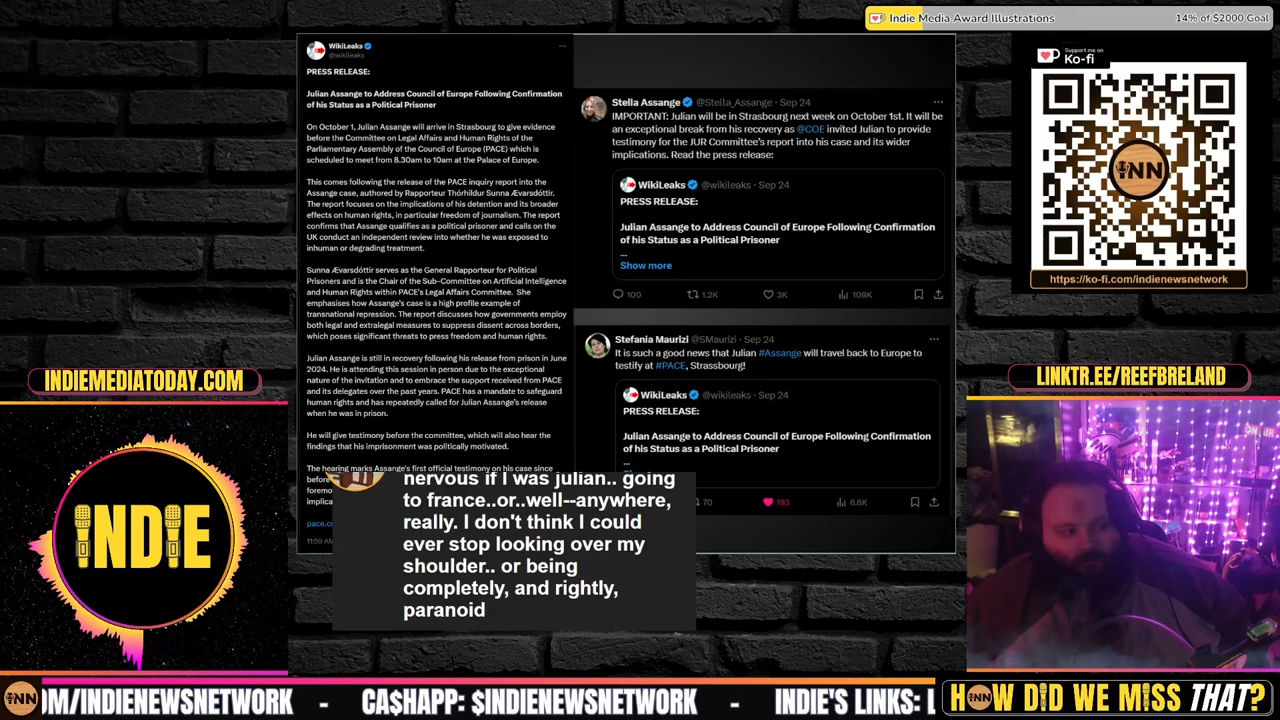 Indie Media Award Illustrations
14% of $2000 Goal
WikiLeaks
@wikileaks
PRESS RELEASE:
Julian Assange to Address Council of Europe Following Confirmation
of his Status as a Political Prisoner
On October 1, Julian Assange will arrive in Strasbourg to give evidence
before the Committee on Legal Affairs and Human Rights of the
Parliamentary Assembly of the Council of Europe (PACE) which is
scheduled to meet from 8.30am to 10am at the Palace of Europe.
This comes following the release of the PACE inquiry report into the
Assange case, authored by Rapporteur Thórhildur Sunna Ævarsdóttir.
The report focuses on the implications of his detention and its broader
effects on human rights, in particular freedom of journalism. The report
confirms that Assange qualifies as a political prisoner and calls on the
UK conduct an independent review into whether he was exposed to
inhuman or degrading treatment.
Sunna Ævarsdóttir serves as the General Rapporteur for Political
Prisoners and is the Chair of the Sub-Committee on Artificial Intelligence
and Human Rights within PACE's Legal Affairs Committee. She
emphasises how Assange's case is a high profile example of
transnational repression. The report discusses how governments employ
both legal and extralegal measures to suppress dissent across borders,
which poses significant threats to press freedom and human rights.
Julian Assange is still in recovery following his release from prison in June
2024. He is attending this session in person due to the exceptional
nature of the invitation and to embrace the support received from PACE
and its delegates over the past years. PACE has a mandate to safeguard
human rights and has repeatedly called for Julian Assange's release
when he was in prison.
He will give testimony before the committee, which will also hear the
findings that his imprisonment was politically motivated.
The hearing marks Assange's first official testimony on his case since
before
foremo
implica
pace.c
11:59 AM
Stella Assange @Stella_Assange · Sep 24
IMPORTANT: Julian will be in Strasbourg next week on October 1st. It will be
an exceptional break from his recovery as @COE invited Julian to provide
testimony for the JUR Committee's report into his case and its wider
implications. Read the press release:
WikiLeaks @wikileaks · Sep 24
PRESS RELEASE:
Julian Assange to Address Council of Europe Following Confirmation
of his Status as a Political Prisoner
...
Show more
100 1.2K 3K 108K
Stefania Maurizi @SMaurizi · Sep 24
It is such a good news that Julian #Assange will travel back to Europe to
testify at #PACE, Strassbourg!
WikiLeaks @wikileaks · Sep 24
PRESS RELEASE:
Julian Assange to Address Council of Europe Following Confirmation
of his Status as a Political Prisoner
...
70 193 6.6K
nervous if I was julian.. going
to france..or..well--anywhere,
really. I don't think I could
ever stop looking over my
shoulder.. or being
completely, and rightly,
paranoid
Support me on
Ko-fi
INN
https://ko-fi.com/indienewsnetwork
INDIEMEDIATODAY.COM
LINKTR.EE/REEFBRELAND
INDIE
INN
OM/INDIENEWSNETWORK - CA$HAPP: $INDIENEWSNETWORK - INDIE'S LINKS: L
HOW DID WE MISS THAT?
INN